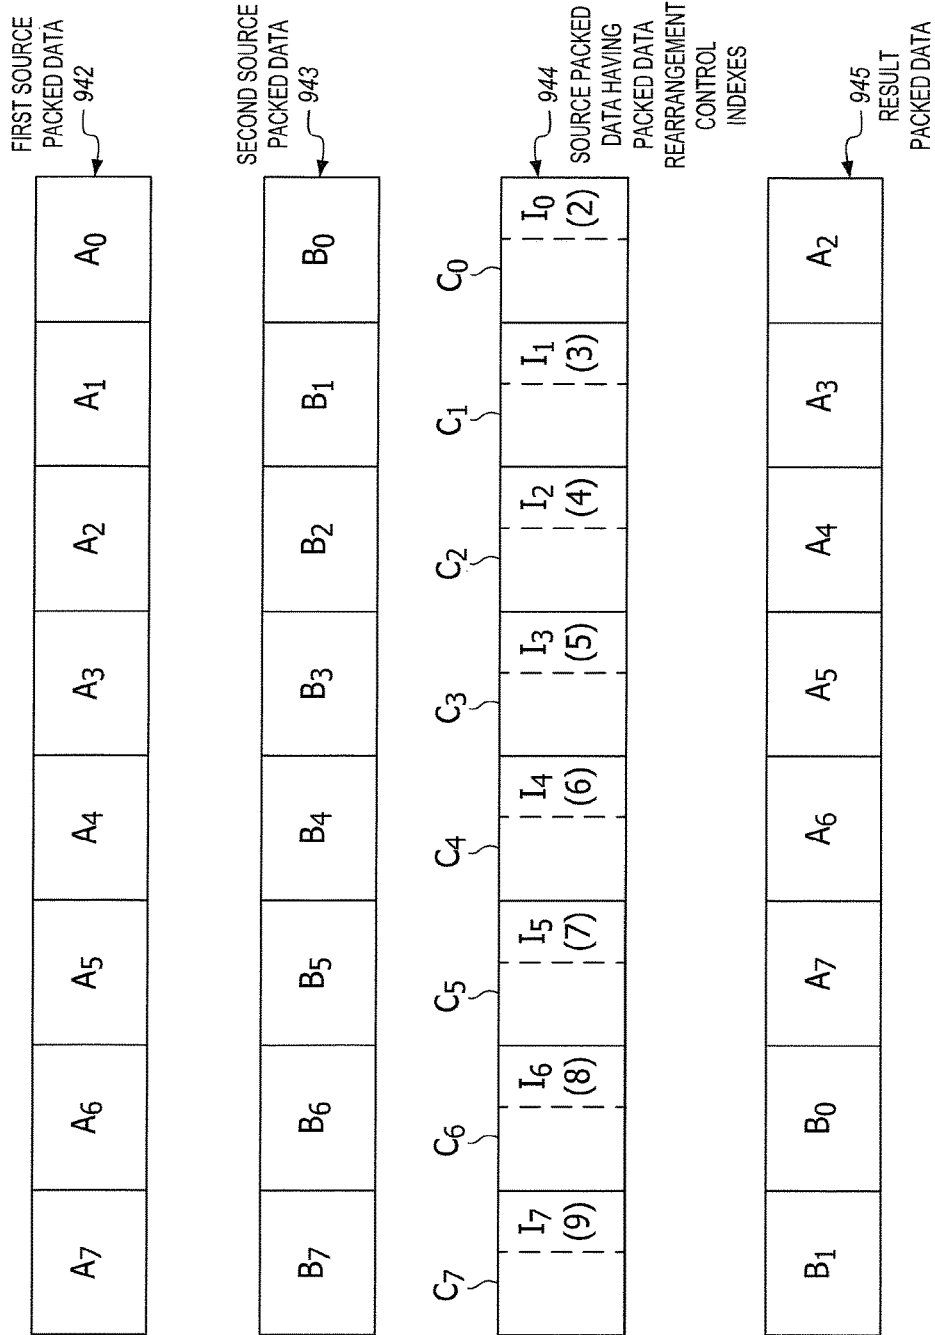 FIRST SOURCE
PACKED DATA
942
A7 A6 A5 A4 A3 A2 A1 A0
SECOND SOURCE
PACKED DATA
943
B7 B6 B5 B4 B3 B2 B1 B0
944
SOURCE PACKED
DATA HAVING
PACKED DATA
REARRANGEMENT
CONTROL
INDEXES
C7 C6 C5 C4 C3 C2 C1 C0
I7 I6 I5 I4 I3 I2 I1 I0
(9) (8) (7) (6) (5) (4) (3) (2)
945
RESULT
PACKED DATA
B1 B0 A7 A6 A5 A4 A3 A2